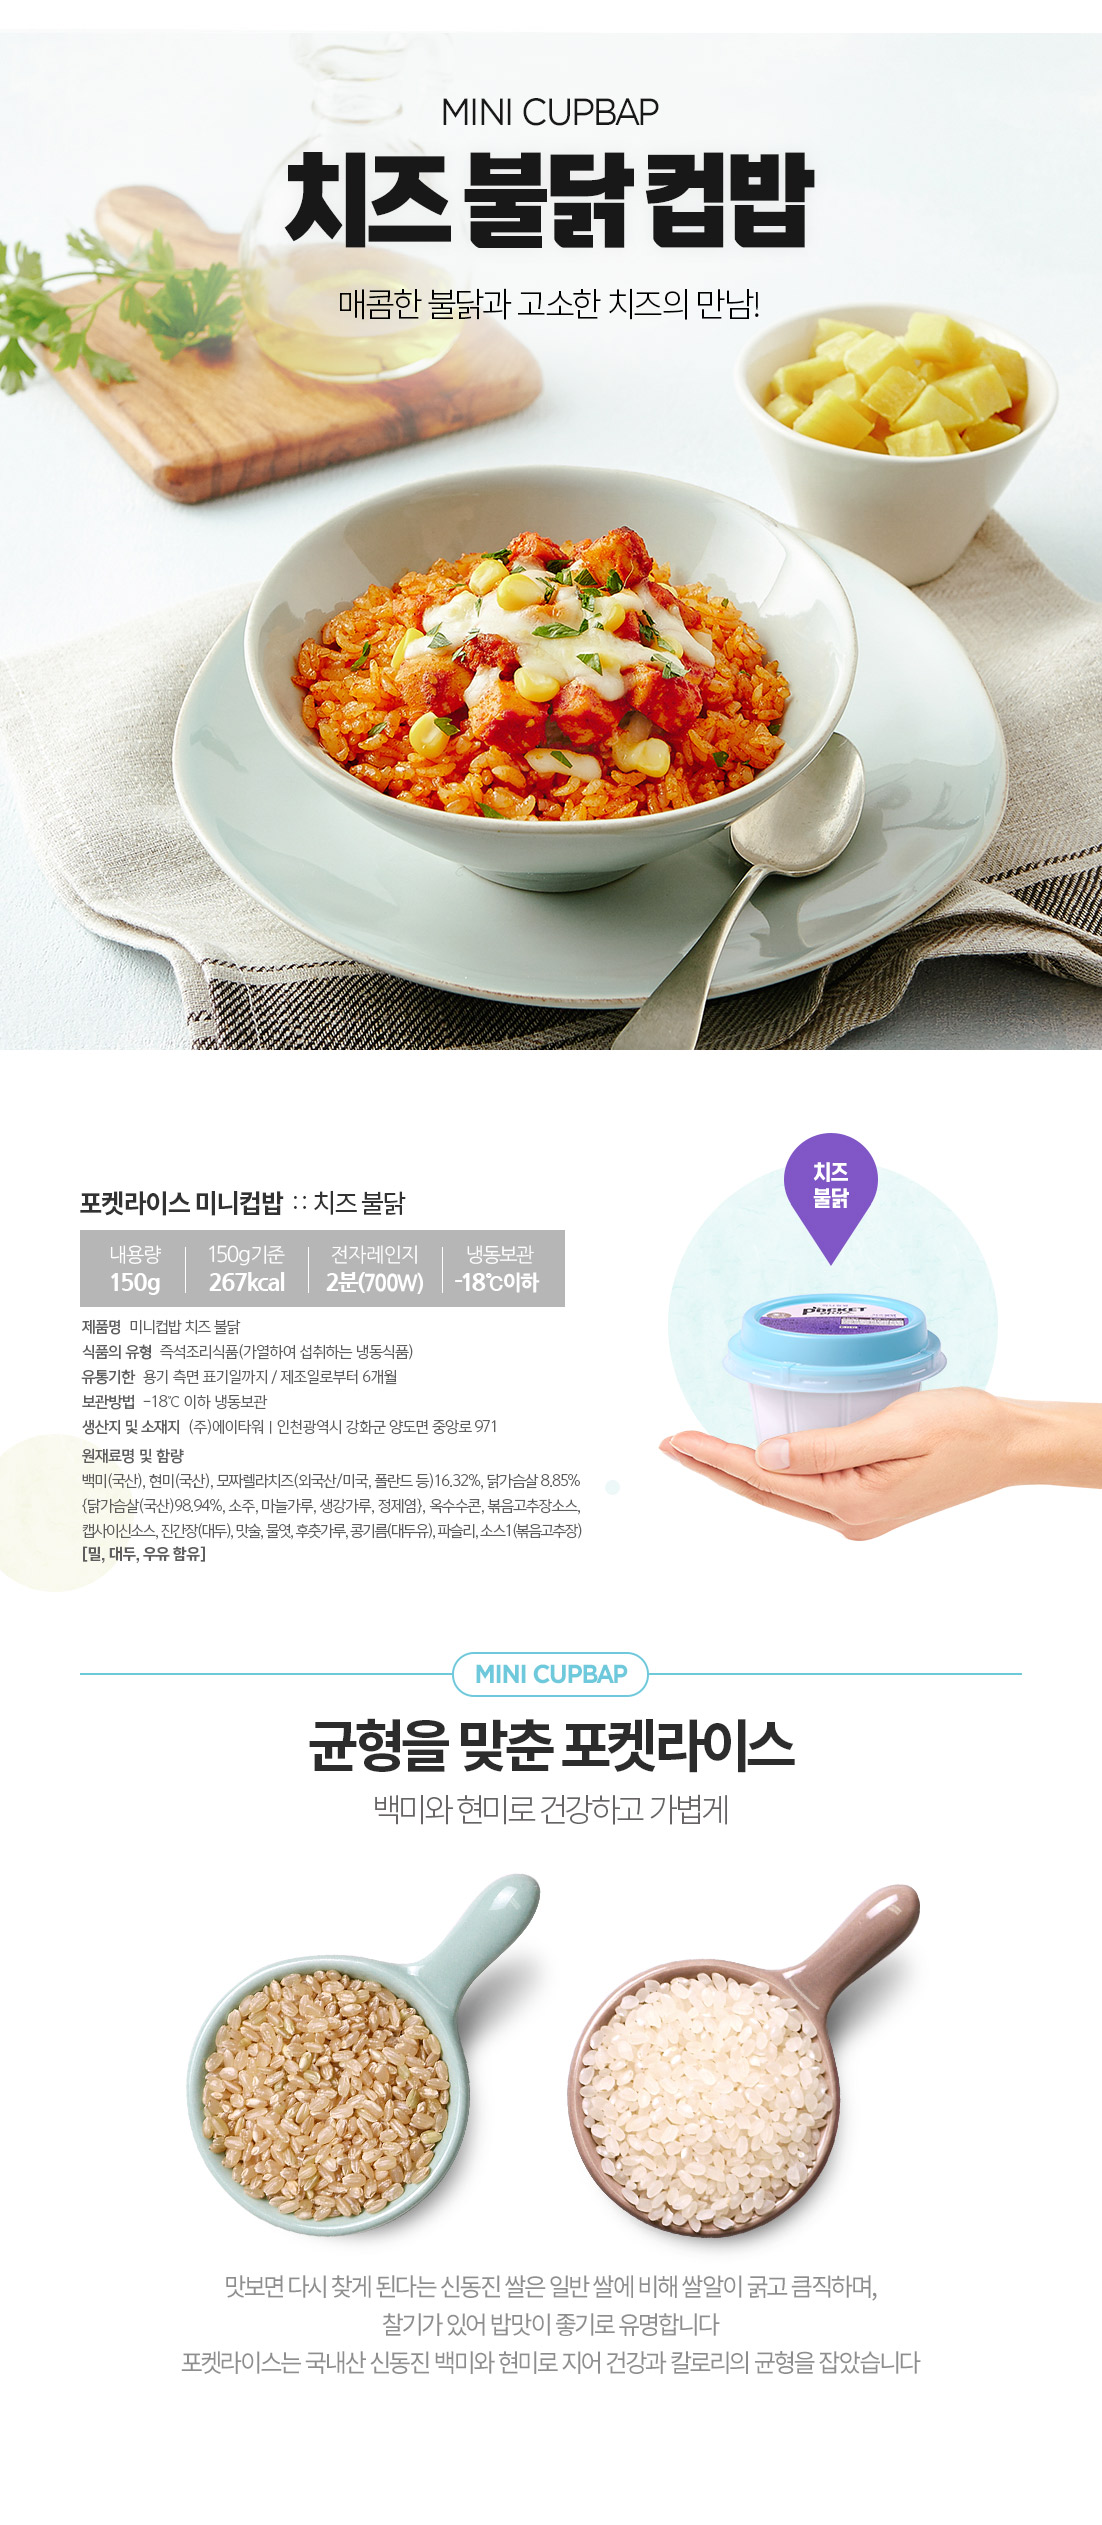 MINI CUPBAP
치즈 불닭 컵밥
매콤한 불닭과 고소한 치즈의 만남!
치즈
불닭
포켓라이스 미니컵밥 :: 치즈 불닭
내용량 150g기준 전자레인지 냉동보관
150g 267kcal 2분(700W) -18℃이하
POCKET
제품명 미니컵밥 치즈 불닭
식품의 유형 즉석조리식품(가열하여 섭취하는 냉동식품)
유통기한 용기 측면 표기일까지 / 제조일로부터 6개월
보관방법 -18℃ 이하 냉동보관
생산지 및 소재지 (주)에이타워 | 인천광역시 강화군 양도면 중앙로 971
원재료명 및 함량
백미(국산), 현미(국산), 모짜렐라치즈(외국산/미국, 폴란드 등)16.32%, 닭가슴살 8.85%
{닭가슴살(국산)98.94%, 소주, 마늘가루, 생강가루, 정제염}, 옥수수콘, 볶음고추장소스,
캡사이신소스, 진간장(대두), 맛술, 물엿, 후춧가루, 콩기름(대두유), 파슬리, 소스1(볶음고추장)
[밀, 대두, 우유 함유]
MINI CUPBAP
균형을 맞춘 포켓라이스
백미와 현미로 건강하고 가볍게
맛보면 다시 찾게 된다는 신동진 쌀은 일반 쌀에 비해 쌀알이 굵고 큼직하며,
찰기가 있어 밥맛이 좋기로 유명합니다
포켓라이스는 국내산 신동진 백미와 현미로 지어 건강과 칼로리의 균형을 잡았습니다